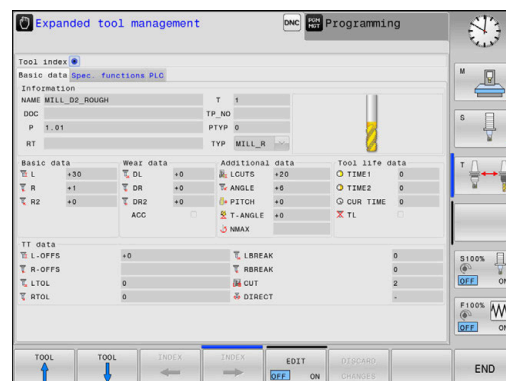 Expanded tool management DNC PGM MGT Programming
Tool index
Basic data Spec. functions PLC
Information
NAME MILL_D2_ROUGH T 1
DOC TP_NO
P 1.01 PTYP 0
RT TYP MILL_R
Basic data Wear data Additional data Tool life data
L +30 DL +0 LCUTS +20 TIME1 0
R +1 DR +0 ANGLE +6 TIME2 0
R2 +0 DR2 +0 PITCH +0 CUR TIME 0
ACC T-ANGLE +0 TL
NMAX
TT data
L-OFFS +0 LBREAK 0
R-OFFS RBREAK 0
LTOL 0 CUT 2
RTOL 0 DIRECT -
M
S
T
S100%
OFF ON
F100%
OFF ON
TOOL TOOL INDEX INDEX EDIT OFF ON DISCARD CHANGES END